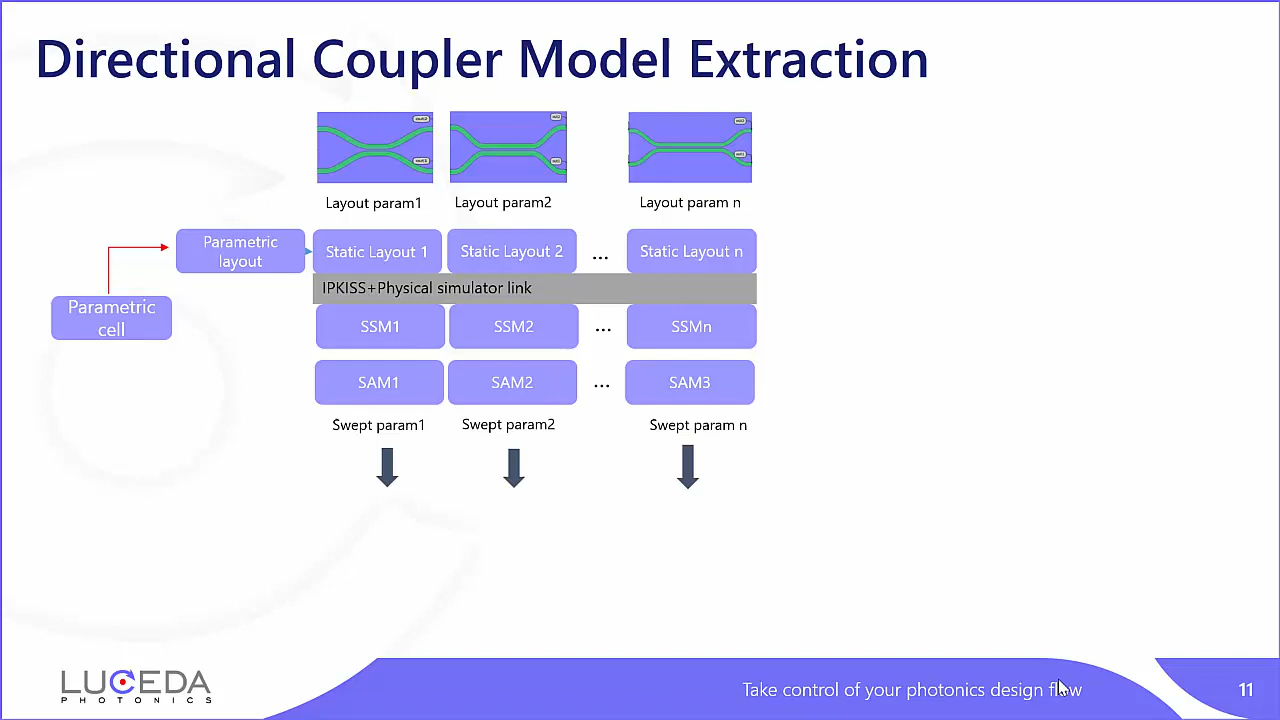 Directional Coupler Model Extraction
Layout param1
Layout param2
Layout param n
Parametric
layout
Static Layout 1
Static Layout 2
...
Static Layout n
IPKISS+Physical simulator link
Parametric
cell
SSM1
SSM2
...
SSMn
SAM1
SAM2
...
SAM3
Swept param1
Swept param2
Swept param n
LUCEDA
PHOTONICS
Take control of your photonics design flow
11